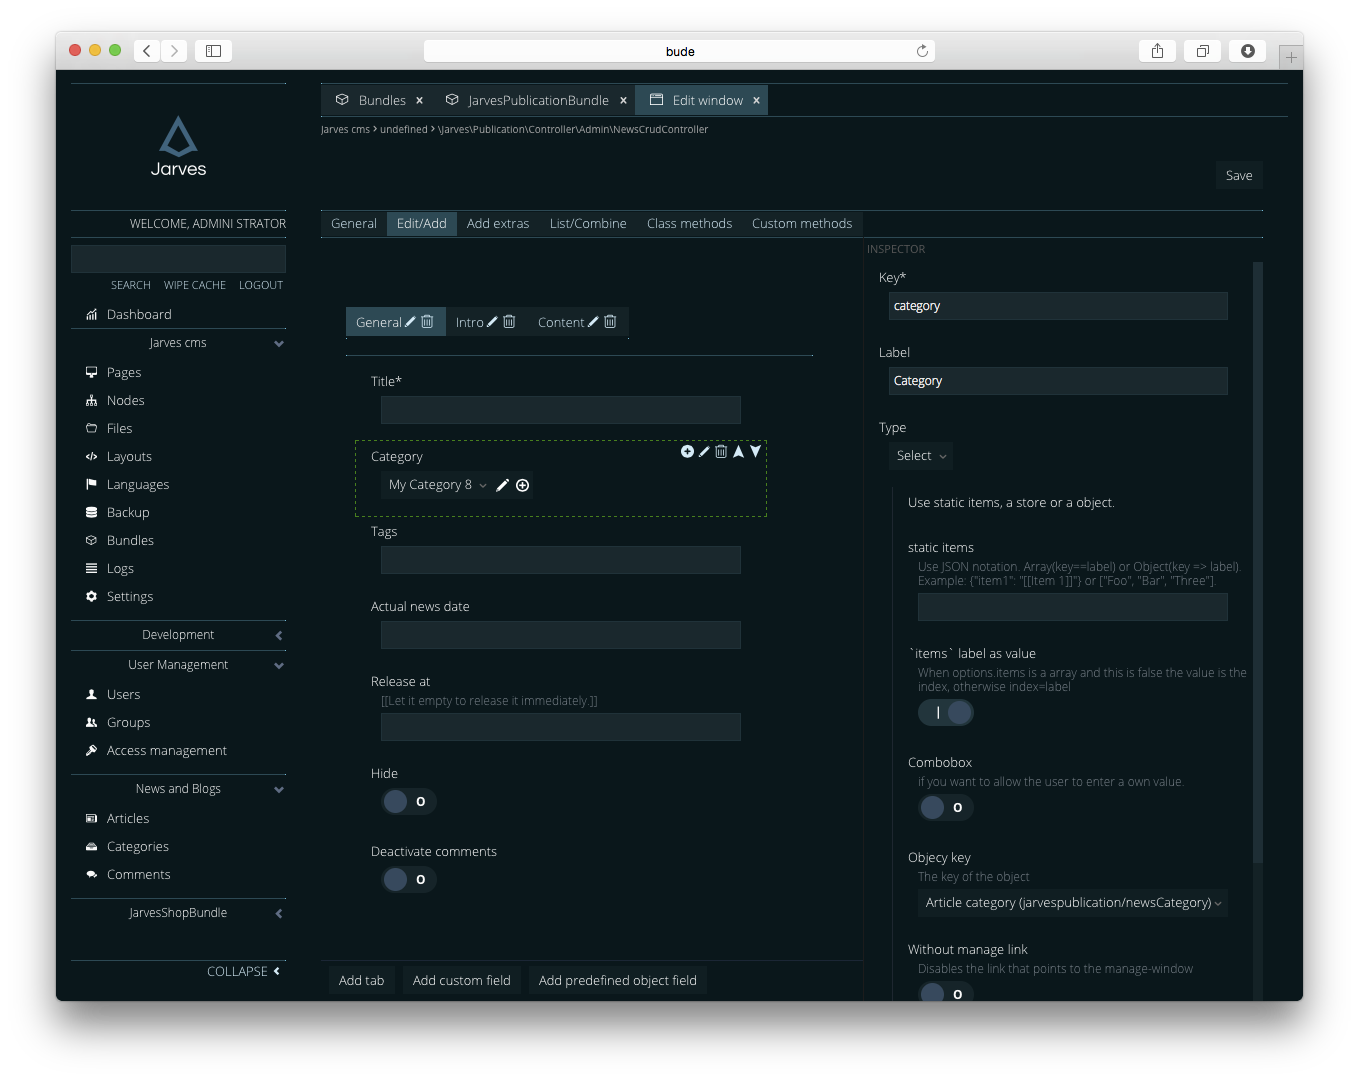 bude
Bundles x
JarvesPublicationBundle x
Edit window x
Jarves cms > undefined > \Jarves\Publication\Controller\Admin\NewsCrudController
Save
Jarves
WELCOME, ADMINI STRATOR
SEARCH WIPE CACHE LOGOUT
Dashboard
Jarves cms
Pages
Nodes
Files
Layouts
Languages
Backup
Bundles
Logs
Settings
Development
User Management
Users
Groups
Access management
News and Blogs
Articles
Categories
Comments
JarvesShopBundle
COLLAPSE
General Edit/Add Add extras List/Combine Class methods Custom methods
General Intro Content
Title*
Category
My Category 8
Tags
Actual news date
Release at
[[Let it empty to release it immediately.]]
Hide
O
Deactivate comments
O
Add tab Add custom field Add predefined object field
INSPECTOR
Key*
category
Label
Category
Type
Select
Use static items, a store or a object.
static items
Use JSON notation. Array(key==label) or Object(key => label).
Example: {"item1": "[[Item 1]]"} or ["Foo", "Bar", "Three"].
`items` label as value
When options.items is a array and this is false the value is the
index, otherwise index=label
|
Combobox
if you want to allow the user to enter a own value.
O
Objecy key
The key of the object
Article category (jarvespublication/newsCategory)
Without manage link
Disables the link that points to the manage-window
O